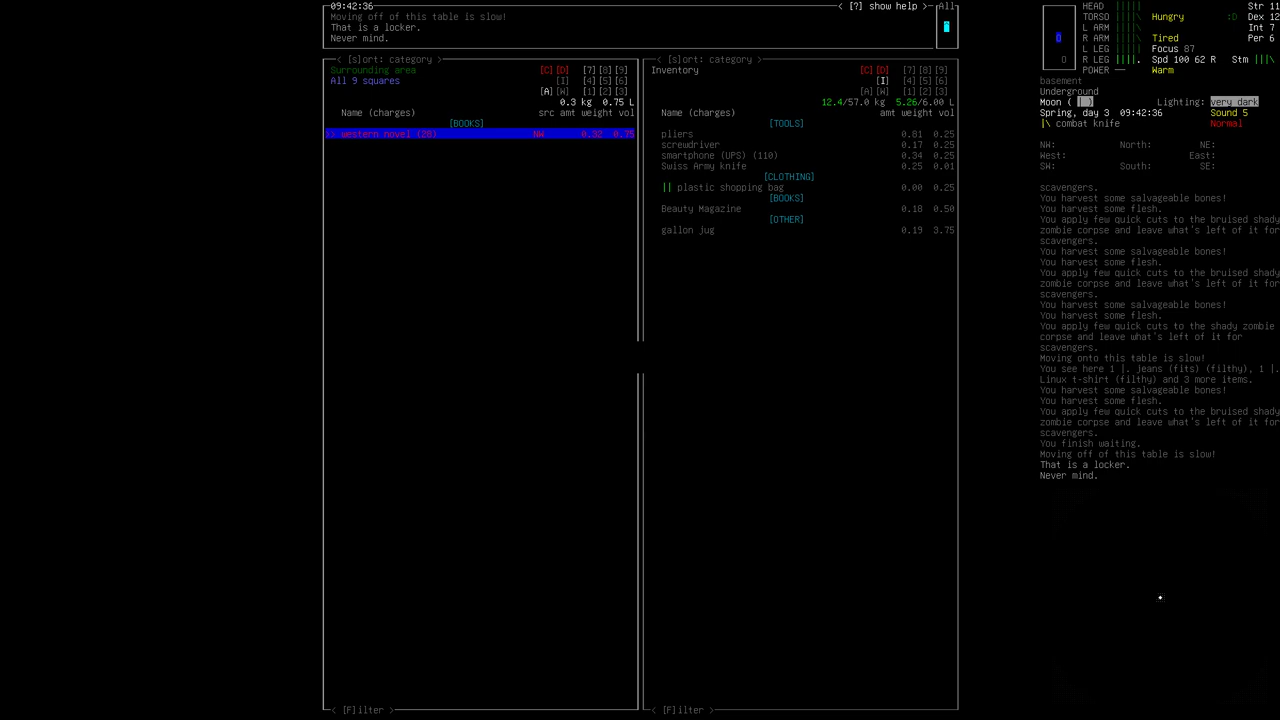 09:42:36
< [?] show help >
All
Moving off of this table is slow!
That is a locker.
Never mind.
< [s]ort: category >
Surrounding area [C] [D] [7] [8] [9]
All 9 squares [I] [4] [5] [6]
[A] [W] [1] [2] [3]
0.3 kg 0.75 L
Name (charges) src amt weight vol
[BOOKS]
>> western novel (28) NW 0.32 0.75
< [F]ilter >
< [s]ort: category >
Inventory [C] [D] [7] [8] [9]
[I] [4] [5] [6]
[A] [W] [1] [2] [3]
12.4/57.0 kg 5.26/6.00 L
Name (charges) amt weight vol
[TOOLS]
pliers 0.81 0.25
screwdriver 0.17 0.25
smartphone (UPS) (110) 0.34 0.25
Swiss Army knife 0.25 0.01
[CLOTHING]
|| plastic shopping bag 0.00 0.25
[BOOKS]
Beauty Magazine 0.18 0.50
[OTHER]
gallon jug 0.19 3.75
< [F]ilter >
HEAD ||||| Str 11
TORSO ||||\ Hungry :D Dex 12
L ARM ||||\ Int 7
0 R ARM ||||\ Tired Per 6
L LEG ||||| Focus 87
0 R LEG ||||. Spd 100 62 R Stm |||\
POWER — Warm
basement
Underground
Moon ( | ) Lighting: very dark
Spring, day 3 09:42:36 Sound 5
|\ combat knife Normal
NW: North: NE:
West: East:
SW: South: SE:
scavengers.
You harvest some salvageable bones!
You harvest some flesh.
You apply few quick cuts to the bruised shady
zombie corpse and leave what's left of it for
scavengers.
You harvest some salvageable bones!
You harvest some flesh.
You apply few quick cuts to the bruised shady
zombie corpse and leave what's left of it for
scavengers.
You harvest some salvageable bones!
You harvest some flesh.
You apply few quick cuts to the shady zombie
corpse and leave what's left of it for
scavengers.
Moving onto this table is slow!
You see here 1 |. jeans (fits) (filthy), 1 |.
Linux t-shirt (filthy) and 3 more items.
You harvest some salvageable bones!
You harvest some flesh.
You apply few quick cuts to the bruised shady
zombie corpse and leave what's left of it for
scavengers.
You finish waiting.
Moving off of this table is slow!
That is a locker.
Never mind.